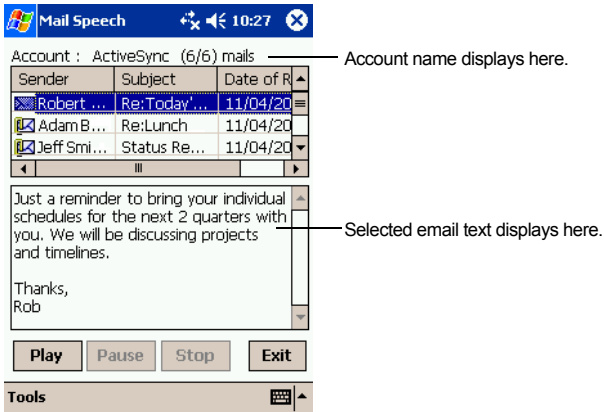 Mail Speech 10:27
Account : ActiveSync (6/6) mails
Account name displays here.
Sender Subject Date of R
Robert ... Re:Today'... 11/04/20
Adam B... Re:Lunch 11/04/20
Jeff Smi... Status Re... 11/04/20
Just a reminder to bring your individual
schedules for the next 2 quarters with
you. We will be discussing projects
and timelines.
Selected email text displays here.
Thanks,
Rob
Play Pause Stop Exit
Tools